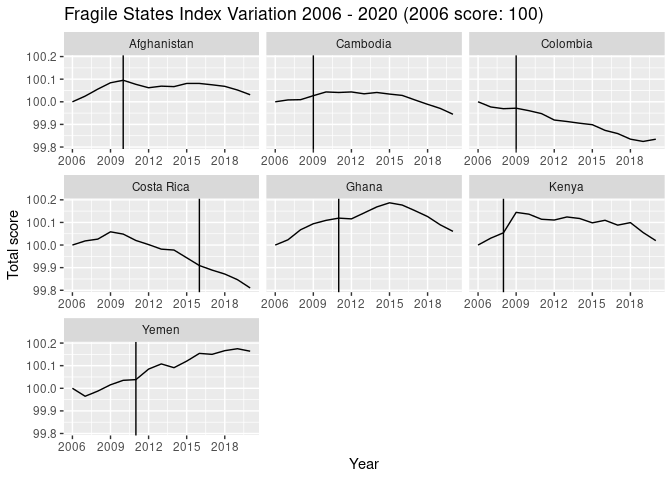 Fragile States Index Variation 2006 - 2020 (2006 score: 100)
Afghanistan Cambodia Colombia
100.2
100.1
100.0
99.9
99.8
2006 2009 2012 2015 2018 2006 2009 2012 2015 2018 2006 2009 2012 2015 2018
Costa Rica Ghana Kenya
100.2
100.1
100.0
99.9
99.8
2006 2009 2012 2015 2018 2006 2009 2012 2015 2018 2006 2009 2012 2015 2018
Yemen
100.2
100.1
100.0
99.9
99.8
2006 2009 2012 2015 2018
Total score
Year